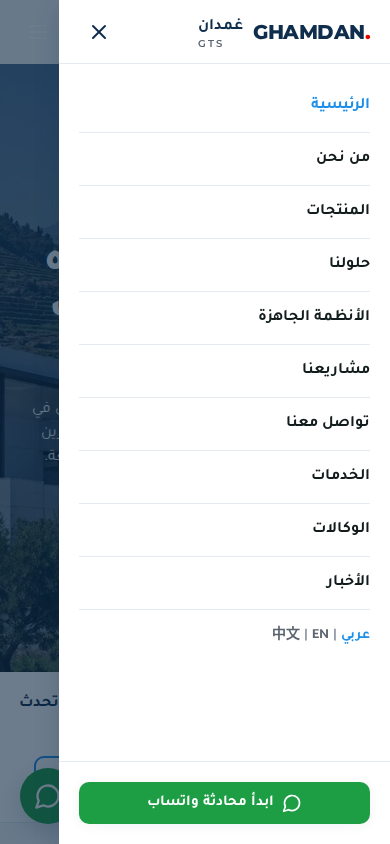 GHAMDAN.
غمدان
GTS
الرئيسية
من نحن
المنتجات
حلولنا
الأنظمة الجاهزة
مشاريعنا
تواصل معنا
الخدمات
الوكالات
الأخبار
عربي | EN | 中文
تحدث
ابدأ محادثة واتساب